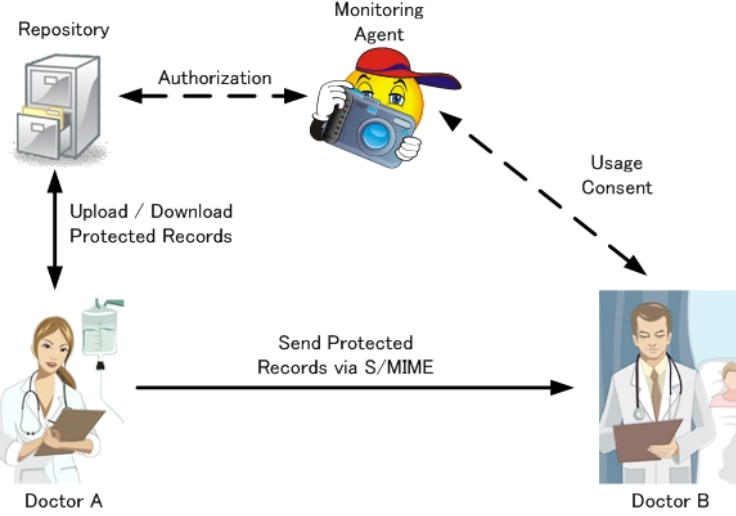 Repository
Monitoring
Agent
Authorization
Usage
Consent
Upload / Download
Protected Records
Send Protected
Records via S/MIME
Doctor A
Doctor B